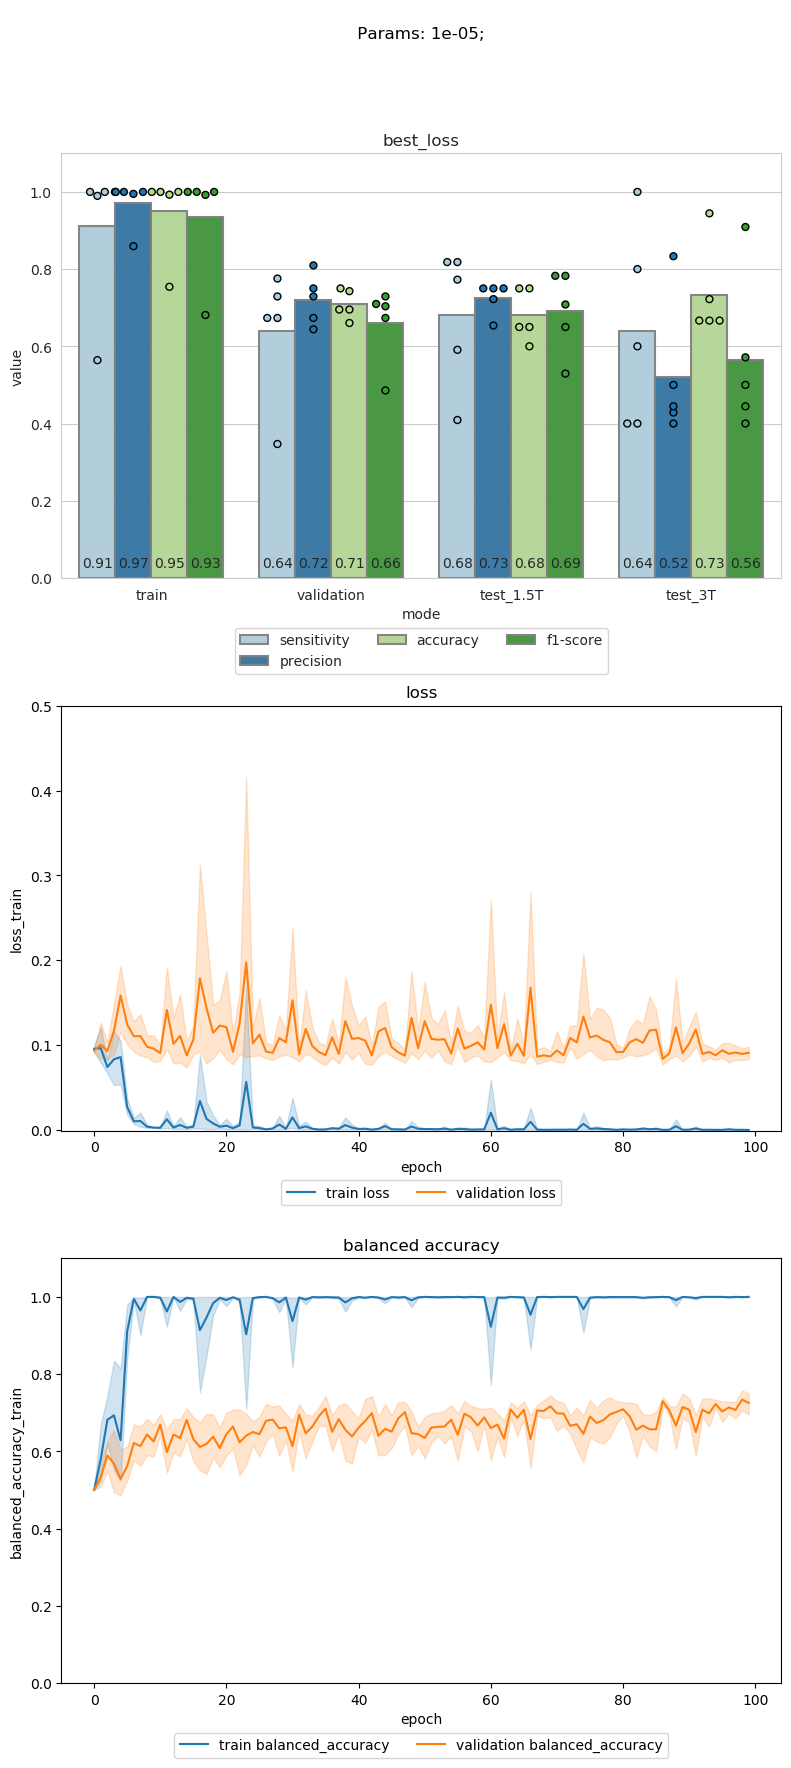 Params: 1e-05;
best_loss
value
1.0
0.8
0.6
0.4
0.2
0.0
0.91 0.97 0.95 0.93 0.64 0.72 0.71 0.66 0.68 0.73 0.68 0.69 0.64 0.52 0.73 0.56
train validation test_1.5T test_3T
mode
sensitivity accuracy f1-score
precision
loss
loss_train
0.5
0.4
0.3
0.2
0.1
0.0
0 20 40 60 80 100
epoch
train loss validation loss
balanced accuracy
balanced_accuracy_train
1.0
0.8
0.6
0.4
0.2
0.0
0 20 40 60 80 100
epoch
train balanced_accuracy validation balanced_accuracy